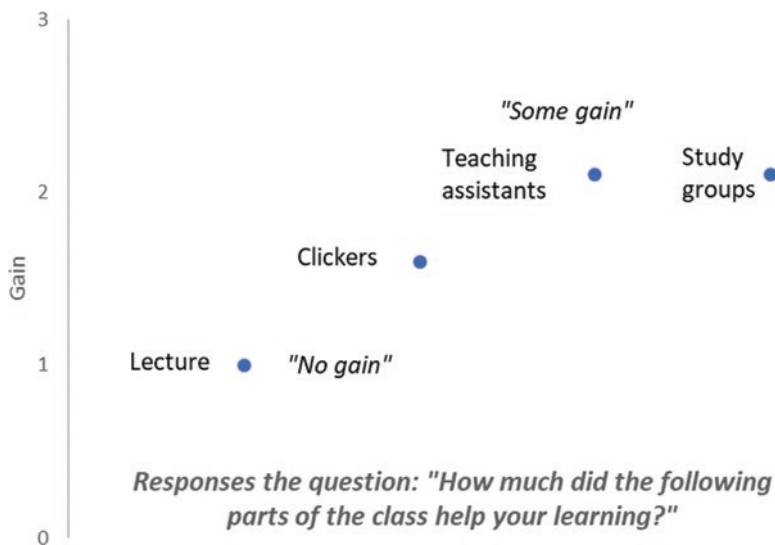 3
"Some gain"
Teaching
assistants
Study
groups
2
Clickers
Gain
Lecture
"No gain"
1
Responses the question: "How much did the following
parts of the class help your learning?"
0